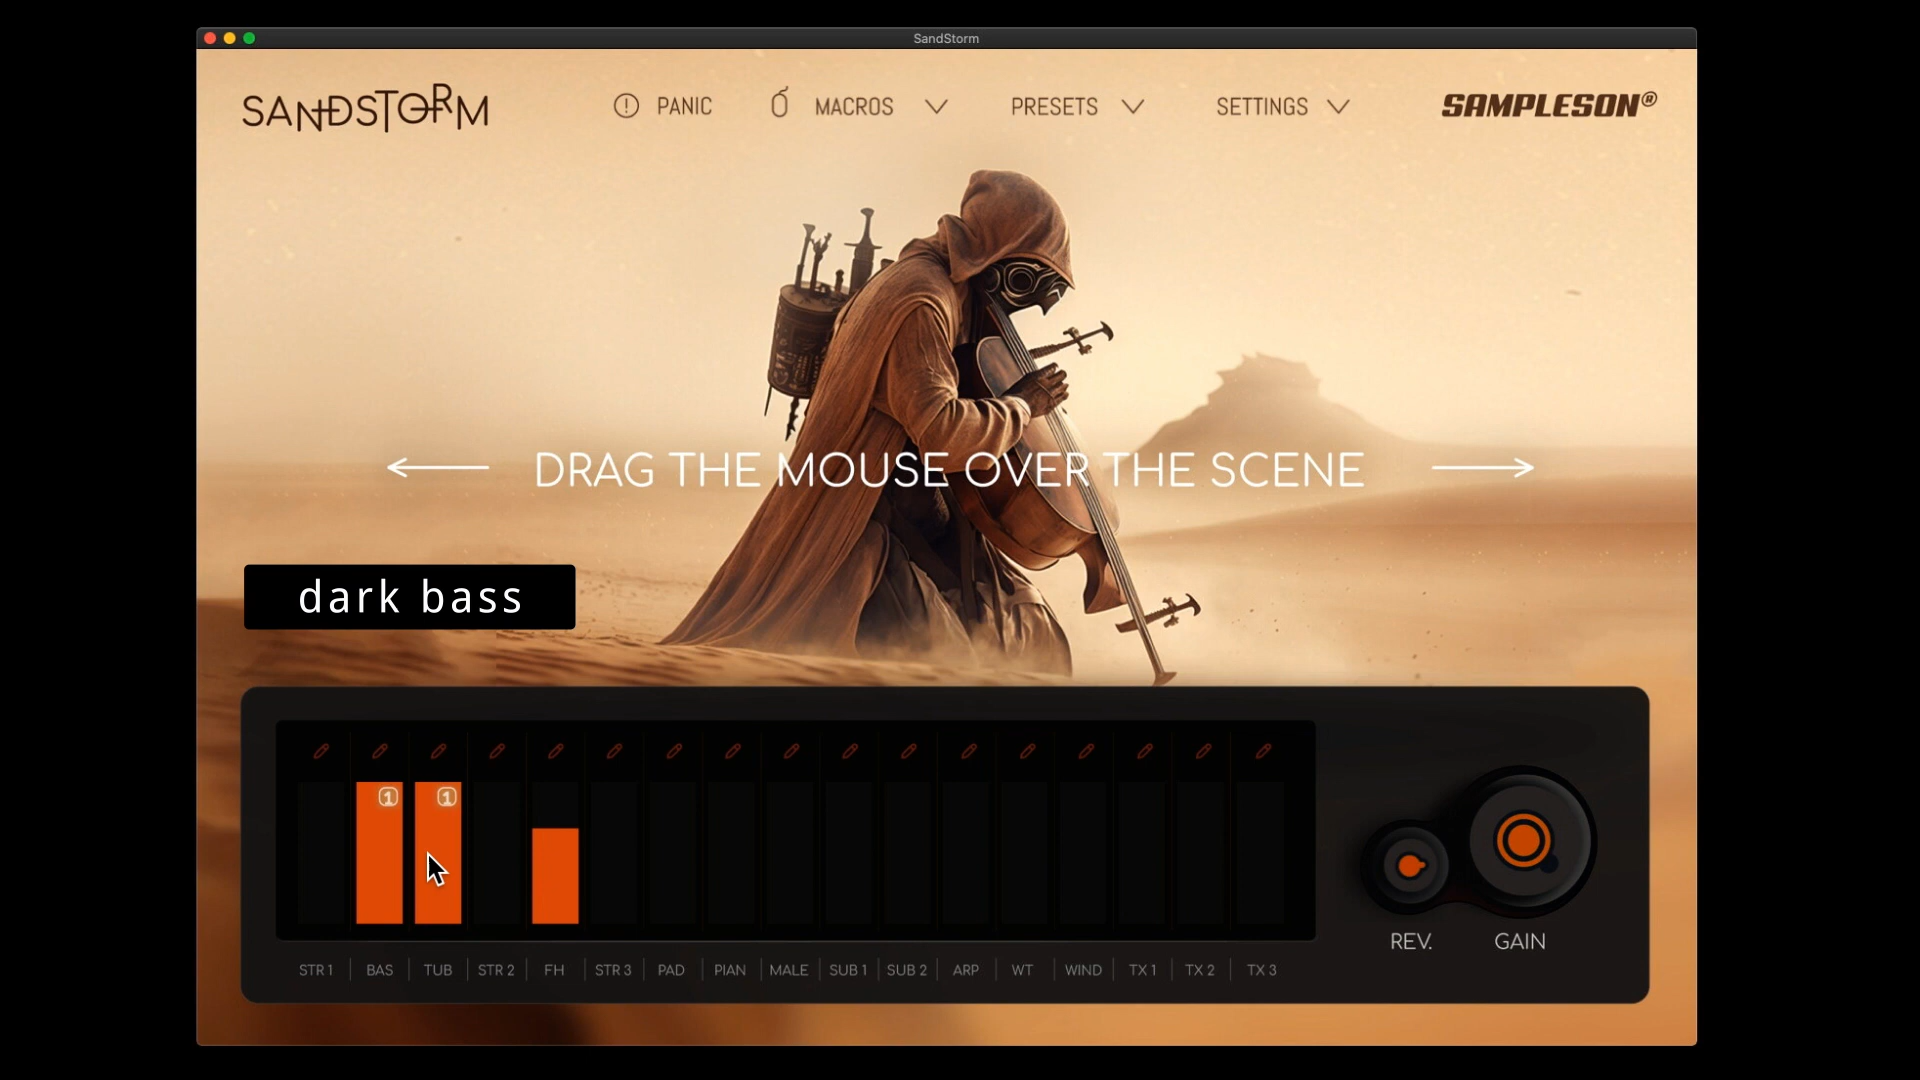 SandStorm
SANDSTORM
PANIC
MACROS
PRESETS
SETTINGS
SAMPLESON®
DRAG THE MOUSE OVER THE SCENE
dark bass
1 1
STR 1 BAS TUB STR 2 FH STR 3 PAD PIAN MALE SUB 1 SUB 2 ARP WT WIND TX 1 TX 2 TX 3
REV. GAIN